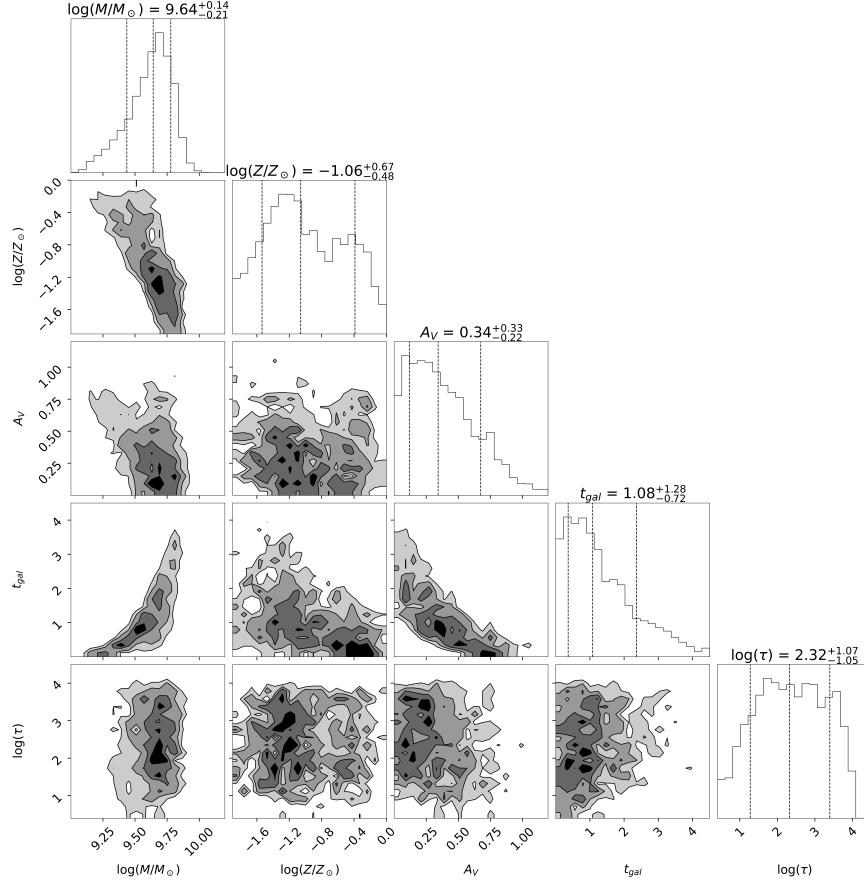 log(M/M⊙) = 9.64+0.14−0.21
log(Z/Z⊙) = −1.06+0.67−0.48
0.0
−0.4
−0.8
−1.2
−1.6
log(Z/Z⊙)
AV = 0.34+0.33−0.22
1.00
0.75
0.50
0.25
AV
tgal = 1.08+1.28−0.72
4
3
2
1
tgal
log(τ) = 2.32+1.07−1.05
4
3
2
1
log(τ)
9.25 9.50 9.75 10.00 −1.6 −1.2 −0.8 −0.4 0.0 0.25 0.50 0.75 1.00 1 2 3 4 1 2 3 4
log(M/M⊙) log(Z/Z⊙) AV tgal log(τ)